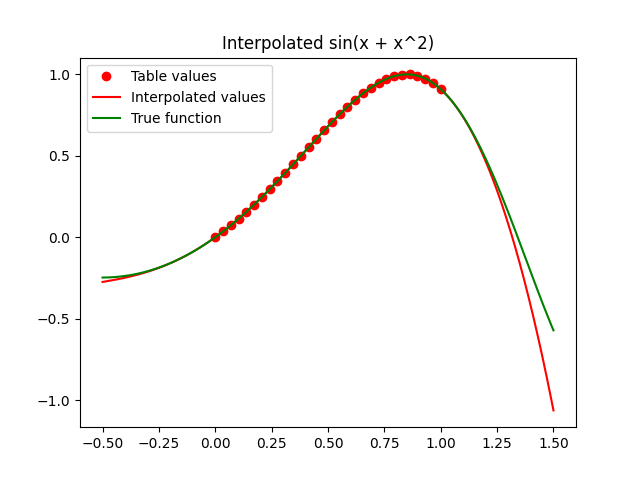 Interpolated sin(x + x^2)
Table values
Interpolated values
True function
1.0
0.5
0.0
−0.5
−1.0
−0.50 −0.25 0.00 0.25 0.50 0.75 1.00 1.25 1.50